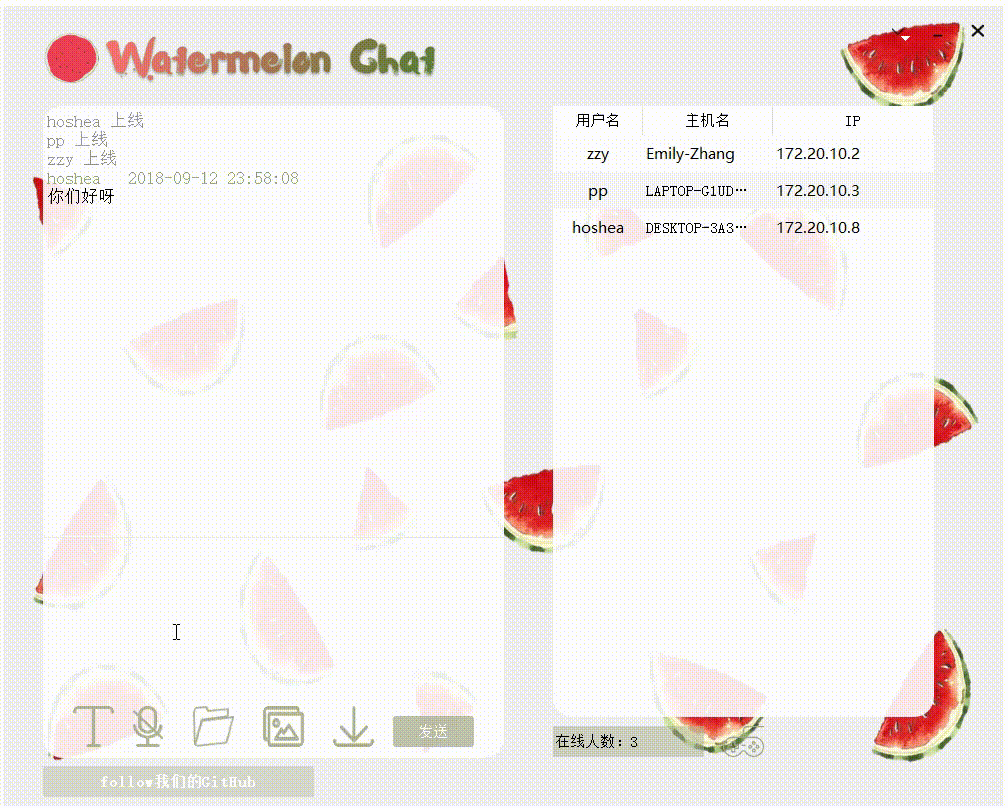 Watermelon Chat
hoshea 上线
pp 上线
zzy 上线
hoshea 2018-09-12 23:58:08
你们好呀
用户名 主机名 IP
zzy Emily-Zhang 172.20.10.2
pp LAPTOP-G1UD… 172.20.10.3
hoshea DESKTOP-3A3… 172.20.10.8
发送
在线人数：3
follow我们的GitHub